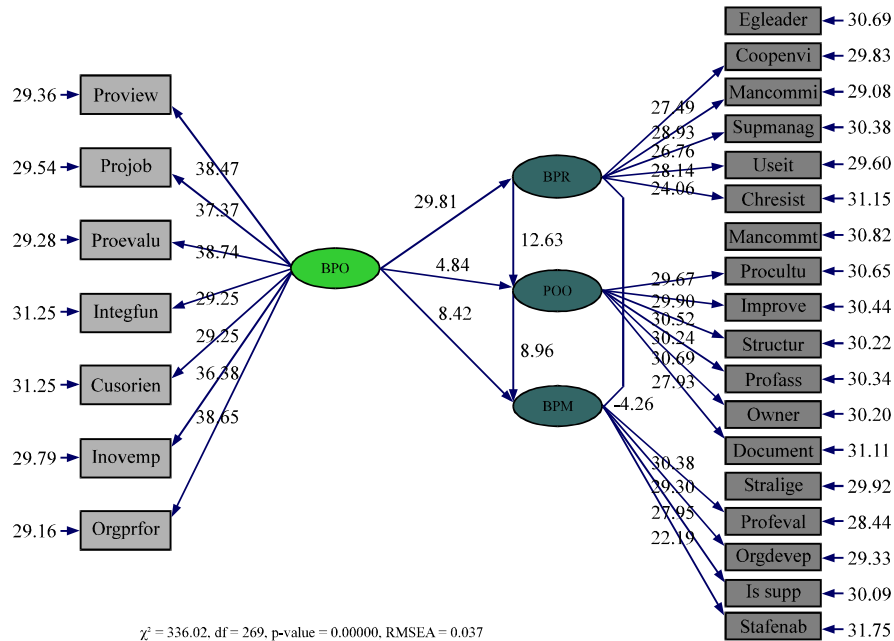 29.36 Proview
29.54 Projob
29.28 Proevalu
31.25 Integfun
31.25 Cusorien
29.79 Inovemp
29.16 Orgprfor
38.47
37.37
38.74
29.25
29.25
36.38
38.65
BPO
29.81
4.84
8.42
BPR
12.63
POO
8.96
BPM
-4.26
27.49
28.93
26.76
28.14
24.06
29.67
29.90
30.52
30.24
30.69
27.93
30.38
29.30
27.95
22.19
Egleader 30.69
Coopenvi 29.83
Mancommi 29.08
Supmanag 30.38
Useit 29.60
Chresist 31.15
Mancommt 30.82
Procultu 30.65
Improve 30.44
Structur 30.22
Profass 30.34
Owner 30.20
Document 31.11
Stralige 29.92
Profeval 28.44
Orgdevep 29.33
Is supp 30.09
Stafenab 31.75
χ² = 336.02, df = 269, p-value = 0.00000, RMSEA = 0.037